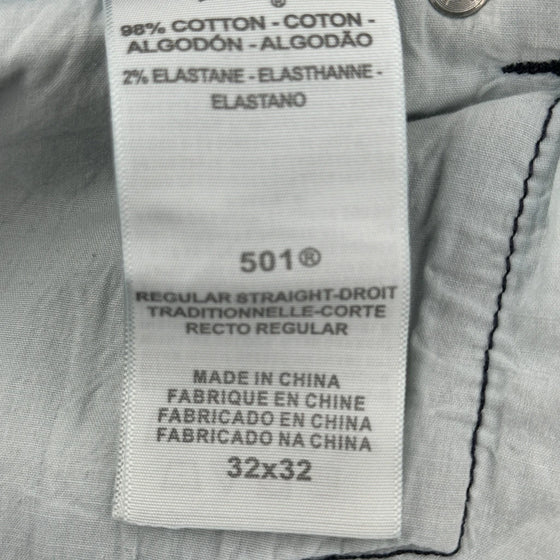 ®
98% COTTON - COTON -
ALGODÓN - ALGODÃO
2% ELASTANE - ELASTHANNE -
ELASTANO
501®
REGULAR STRAIGHT-DROIT
TRADITIONNELLE-CORTE
RECTO REGULAR
MADE IN CHINA
FABRIQUE EN CHINE
FABRICADO EN CHINA
FABRICADO NA CHINA
32x32